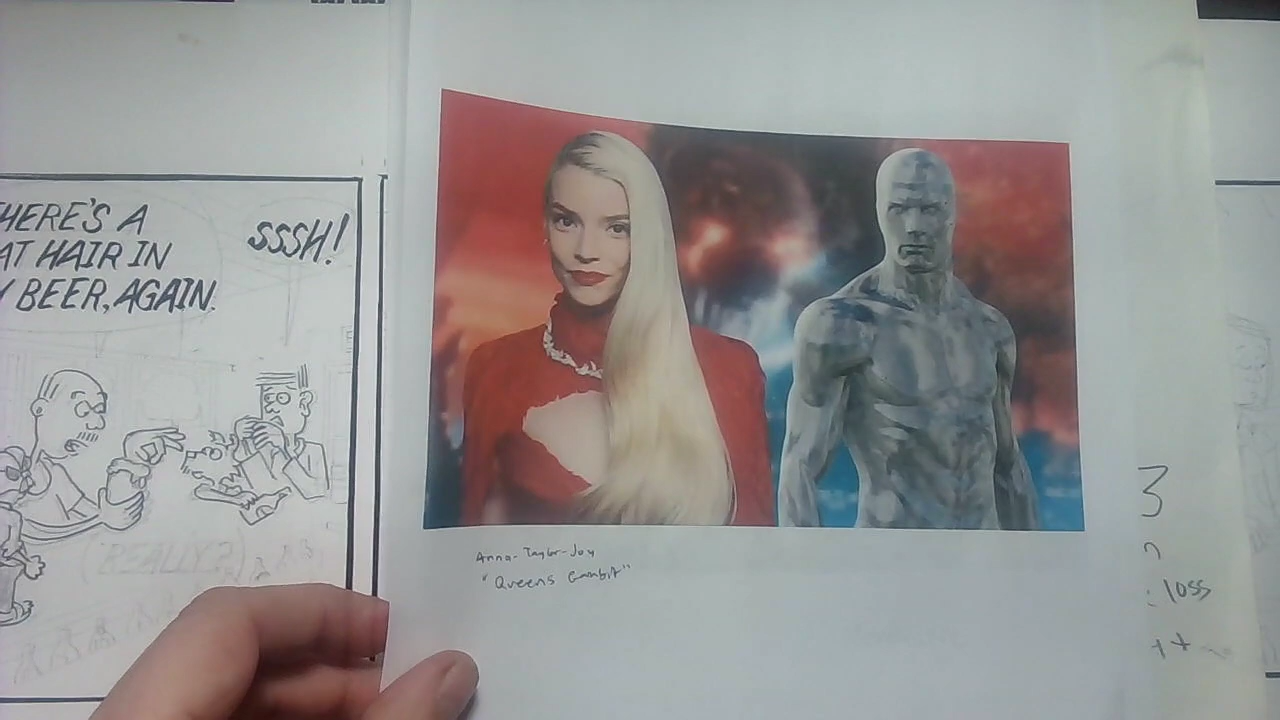 HERE'S A
AT HAIR IN
Y BEER, AGAIN.
SSSH!
(REALLY?)
Anna-Taylor-Joy
"Queens Gambit"
3
: loss
++